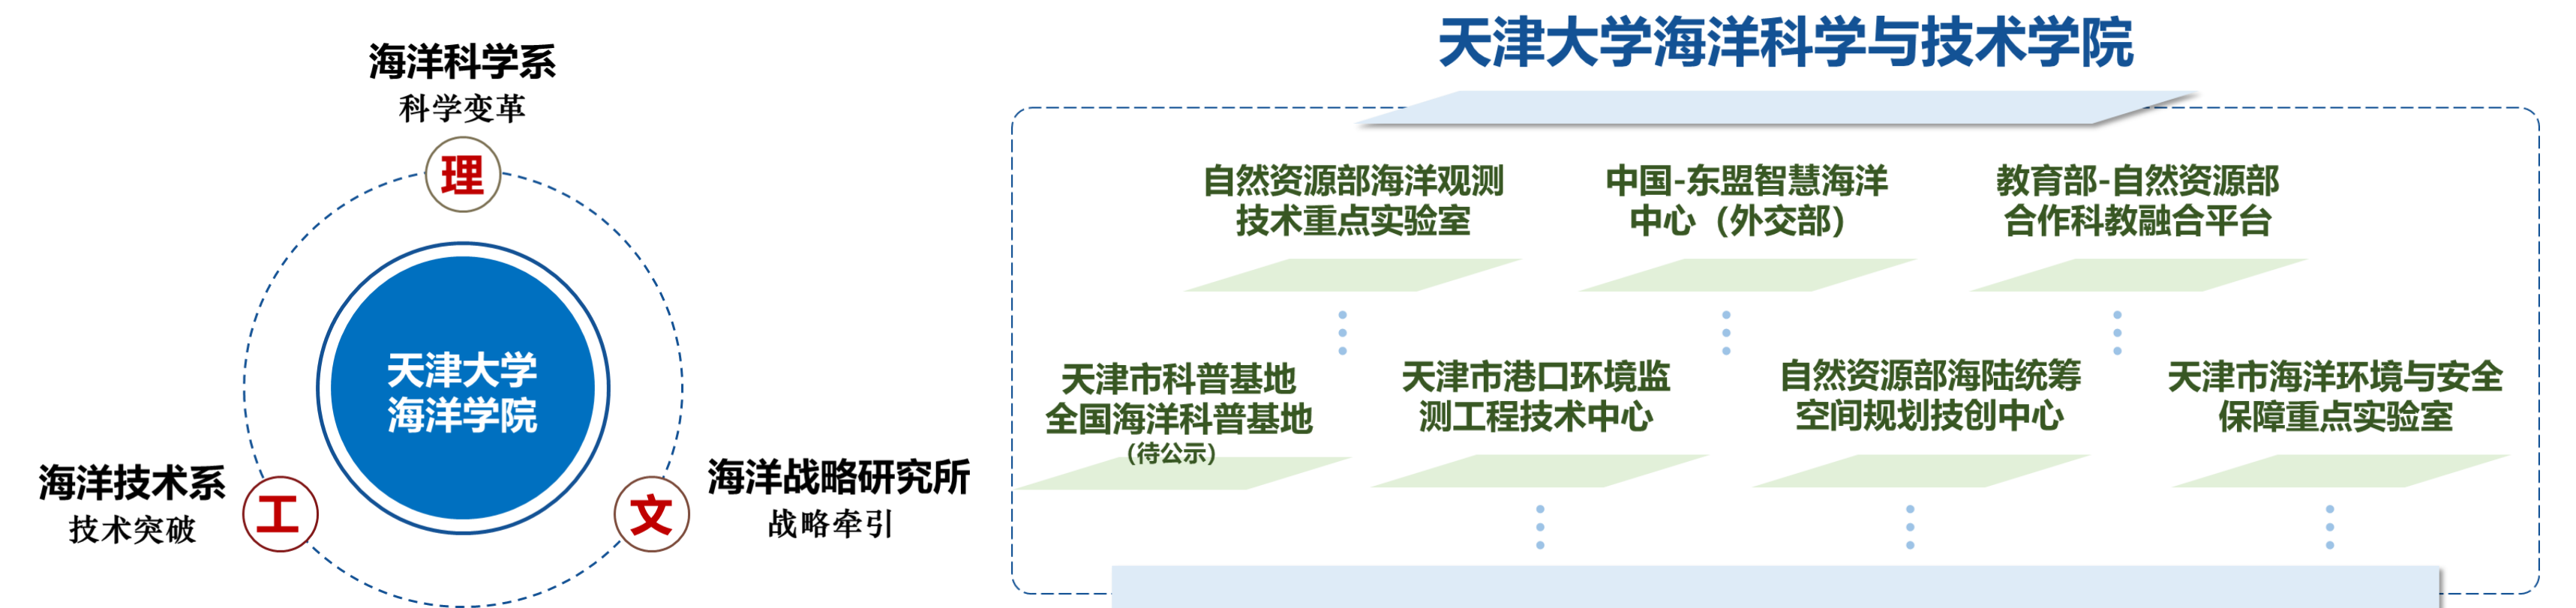 海洋科学系
科学变革
理
天津大学
海洋学院
海洋技术系
技术突破
工
文
海洋战略研究所
战略牵引
天津大学海洋科学与技术学院
自然资源部海洋观测
技术重点实验室
中国-东盟智慧海洋
中心（外交部）
教育部-自然资源部
合作科教融合平台
天津市科普基地
全国海洋科普基地
（待公示）
天津市港口环境监
测工程技术中心
自然资源部海陆统筹
空间规划技创中心
天津市海洋环境与安全
保障重点实验室